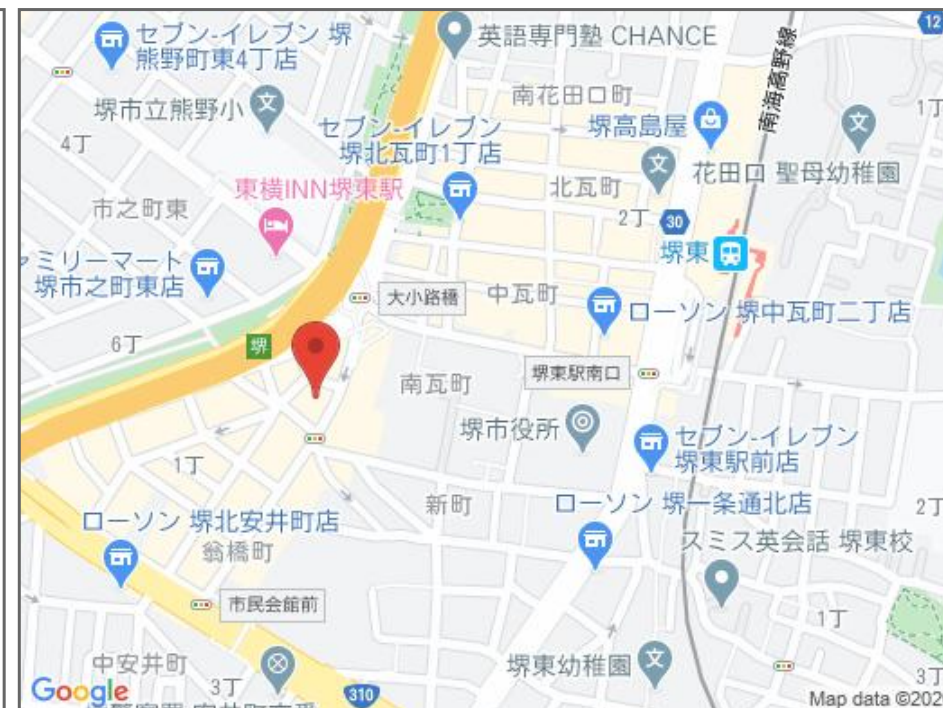 セブン-イレブン 堺
熊野町東4丁店
英語専門塾 CHANCE
12
南海高野線
1丁
堺市立熊野小
南花田口町
堺高島屋
4丁
セブン-イレブン
堺北瓦町1丁店
花田口 聖母幼稚園
東横INN堺東駅
北瓦町
市之町東
2丁
30
堺東
ミリーマート
堺市之町東店
大小路橋
中瓦町
ローソン 堺中瓦町二丁店
6丁
堺
南瓦町
堺東駅南口
堺市役所
セブン-イレブン
堺東駅前店
1丁
新町
ローソン 堺一条通北店
2丁
ローソン 堺北安井町店
翁橋町
スミス英会話 堺東校
市民会館前
1丁
中安井町
3丁
310
堺東幼稚園
3丁
Google
Map data ©202